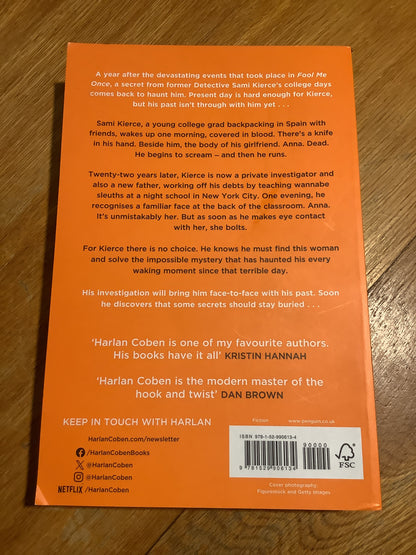 A year after the devastating events that took place in Fool Me
Once, a secret from former Detective Sami Kierce's college days
comes back to haunt him. Present day is hard enough for Kierce,
but his past isn't through with him yet . . .
Sami Kierce, a young college grad backpacking in Spain with
friends, wakes up one morning, covered in blood. There's a knife
in his hand. Beside him, the body of his girlfriend. Anna. Dead.
He begins to scream – and then he runs.
Twenty-two years later, Kierce is now a private investigator and
also a new father, working off his debts by teaching wannabe
sleuths at a night school in New York City. One evening, he
recognises a familiar face at the back of the classroom. Anna.
It's unmistakably her. But as soon as he makes eye contact
with her, she bolts.
For Kierce there is no choice. He knows he must find this woman
and solve the impossible mystery that has haunted his every
waking moment since that terrible day.
His investigation will bring him face-to-face with his past. Soon
he discovers that some secrets should stay buried . . .
'Harlan Coben is one of my favourite authors.
His books have it all' KRISTIN HANNAH
'Harlan Coben is the modern master of the
hook and twist' DAN BROWN
KEEP IN TOUCH WITH HARLAN
HarlanCoben.com/newsletter
/HarlanCobenBooks
@HarlanCoben
@HarlanCoben
NETFLIX /HarlanCoben
Fiction
www.penguin.co.uk
ISBN 978-1-52-990613-4
90000
9 781529 906134
FSC
Cover photography:
Figurestock and Getty Images